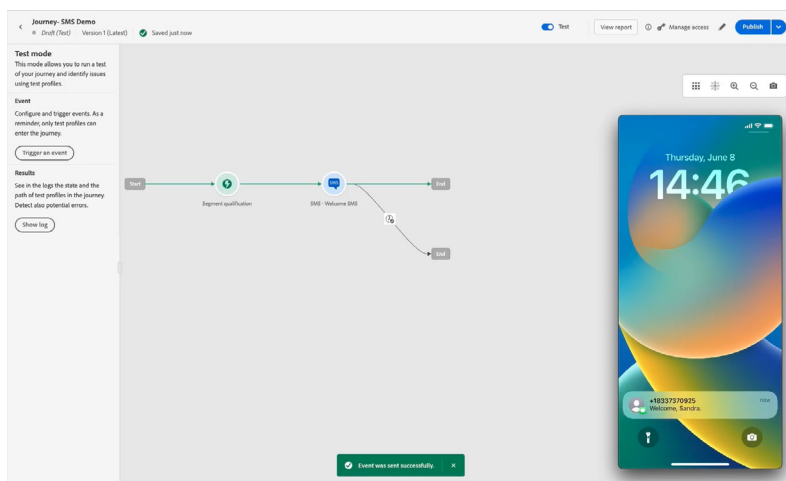 Journey- SMS Demo
Draft (Test) Version 1 (Latest) Saved just now
Test
View report
Manage access
Publish
Test mode
This mode allows you to run a test
of your journey and identify issues
using test profiles.
Event
Configure and trigger events. As a
reminder, only test profiles can
enter the journey.
Trigger an event
Results
See in the logs the state and the
path of test profiles in the journey.
Detect also potential errors.
Show log
Start
Segment qualification
SMS
SMS - Welcome SMS
End
End
Thursday, June 8
14:46
+18337370925
now
Welcome, Sandra.
Event was sent successfully.